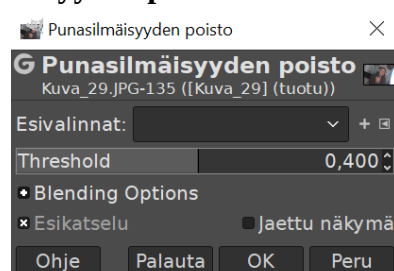 Punasilmäisyyden poisto
Punasilmäisyyden poisto
Kuva_29.JPG-135 ([Kuva_29] (tuotu))
Esivalinnat:
Threshold 0,400
Blending Options
Esikatselu Jaettu näkymä
Ohje Palauta OK Peru